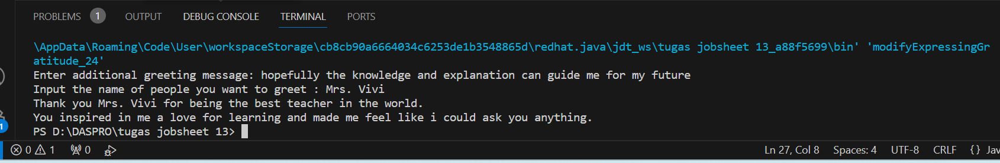 PROBLEMS 1 OUTPUT DEBUG CONSOLE TERMINAL PORTS
\AppData\Roaming\Code\User\workspaceStorage\cb8cb90a6664034c6253de1b3548865d\redhat.java\jdt_ws\tugas jobsheet 13_a88f5699\bin' 'modifyExpressingGr
atitude_24'
Enter additional greeting message: hopefully the knowledge and explanation can guide me for my future
Input the name of people you want to greet : Mrs. Vivi
Thank you Mrs. Vivi for being the best teacher in the world.
You inspired in me a love for learning and made me feel like i could ask you anything.
PS D:\DASPRO\tugas jobsheet 13>
1
0 1 0 Ln 27, Col 8 Spaces: 4 UTF-8 CRLF {} Jav